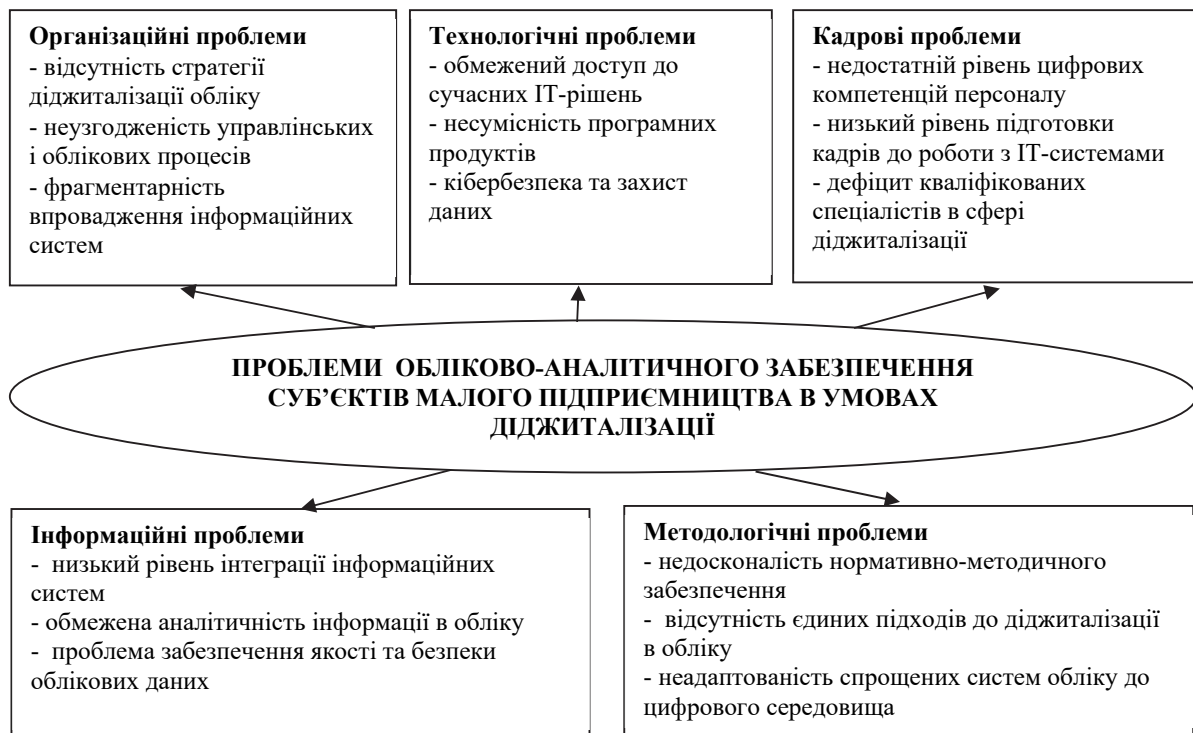 Організаційні проблеми
- відсутність стратегії
діджиталізації обліку
- неузгодженість управлінських
і облікових процесів
- фрагментарність
впровадження інформаційних
систем
Технологічні проблеми
- обмежений доступ до
сучасних ІТ-рішень
- несумісність програмних
продуктів
- кібербезпека та захист
даних
Кадрові проблеми
- недостатній рівень цифрових
компетенцій персоналу
- низький рівень підготовки
кадрів до роботи з ІТ-системами
- дефіцит кваліфікованих
спеціалістів в сфері
діджиталізації
ПРОБЛЕМИ ОБЛІКОВО-АНАЛІТИЧНОГО ЗАБЕЗПЕЧЕННЯ
СУБ’ЄКТІВ МАЛОГО ПІДПРИЄМНИЦТВА В УМОВАХ
ДІДЖИТАЛІЗАЦІЇ
Інформаційні проблеми
- низький рівень інтеграції інформаційних
систем
- обмежена аналітичність інформації в обліку
- проблема забезпечення якості та безпеки
облікових даних
Методологічні проблеми
- недосконалість нормативно-методичного
забезпечення
- відсутність єдиних підходів до діджиталізації
в обліку
- неадаптованість спрощених систем обліку до
цифрового середовища